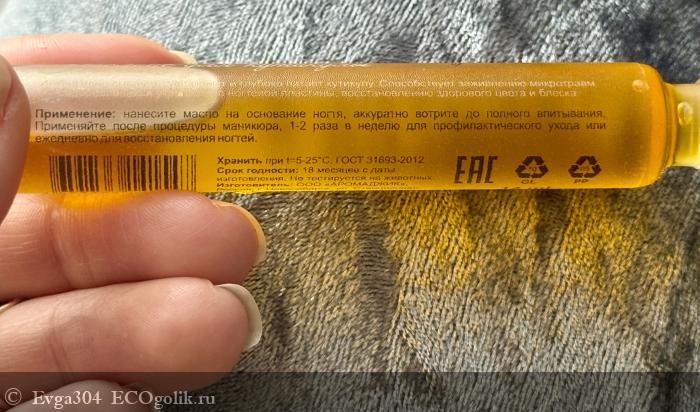 и глубоко питает кутикулу. Способствует заживлению микротравм
ногтевой пластины, восстановлению здорового цвета и блеска.
Применение: нанесите масло на основание ногтя, аккуратно вотрите до полного впитывания.
Применяйте после процедуры маникюра, 1-2 раза в неделю для профилактического ухода или
ежедневно для восстановления ногтей.
Хранить при t=5-25°C. ГОСТ 31693-2012
Срок годности: 18 месяцев с даты
изготовления. Не тестируется на животных
Изготовитель: ООО «АРОМАДЖИК»,
EAC
GL
PP
© Evga304 ECOgolik.ru